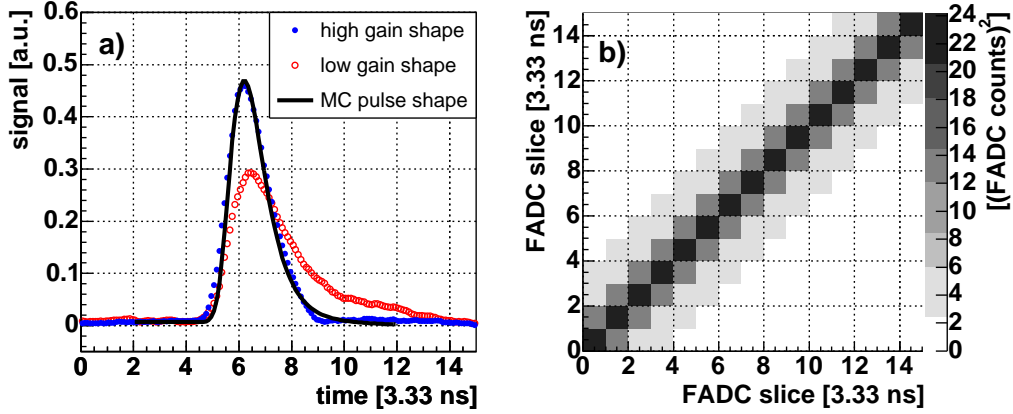 a)
high gain shape
low gain shape
MC pulse shape
signal [a.u.]
0.6
0.5
0.4
0.3
0.2
0.1
0
0 2 4 6 8 10 12 14
time [3.33 ns]
b)
FADC slice [3.33 ns]
14
12
10
8
6
4
2
0
0 2 4 6 8 10 12 14
FADC slice [3.33 ns]
24
22
20
18
16
14
12
10
8
6
4
2
0
[(FADC counts)²]